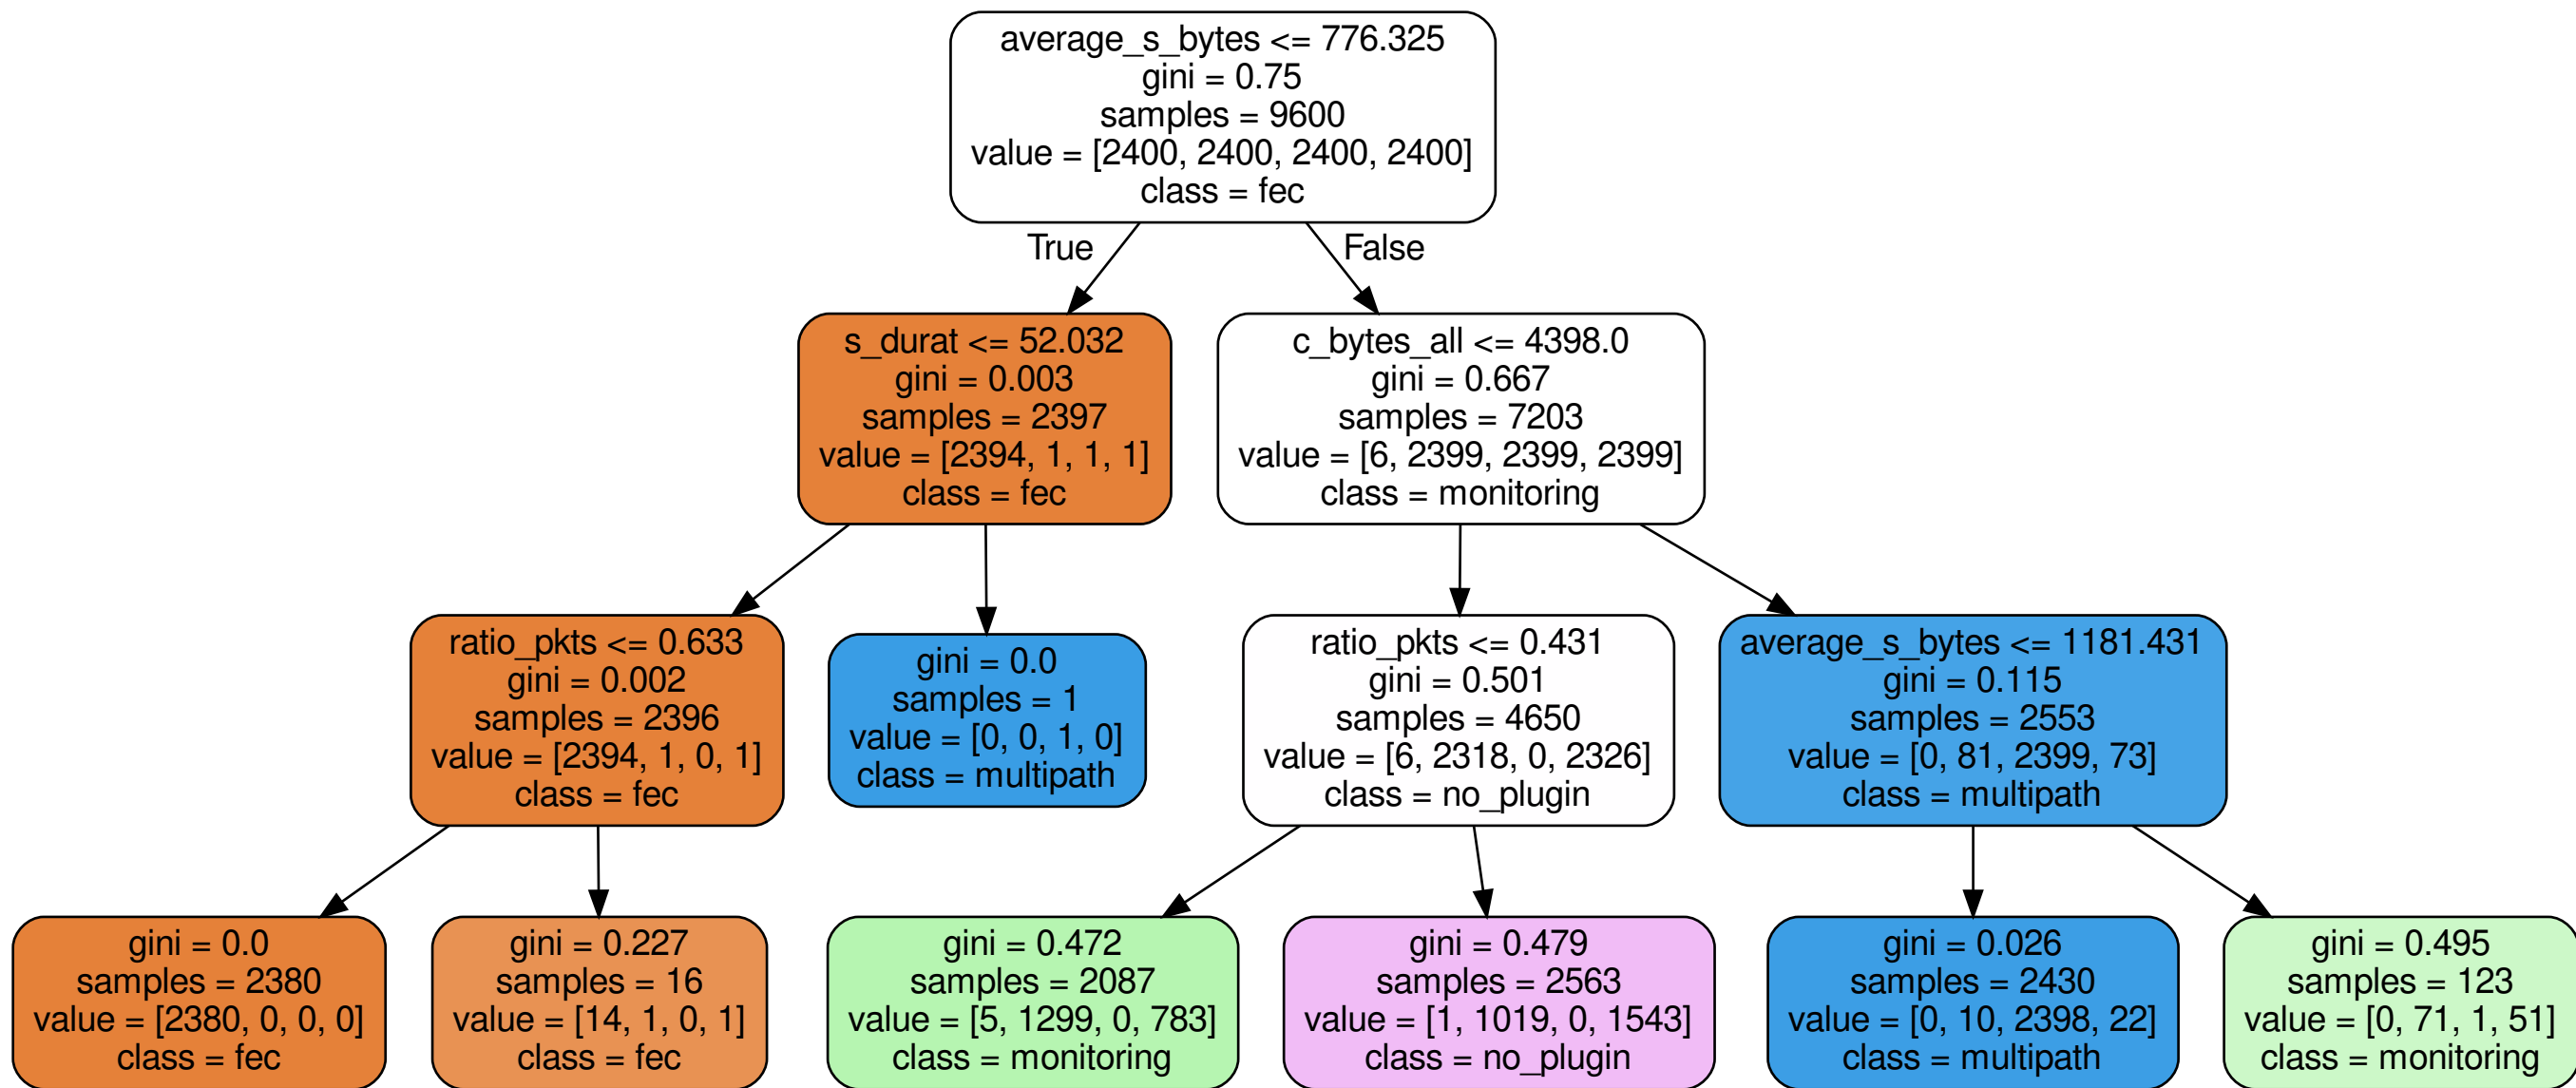 average_s_bytes <= 776.325
gini = 0.75
samples = 9600
value = [2400, 2400, 2400, 2400]
class = fec
True
False
s_durat <= 52.032
gini = 0.003
samples = 2397
value = [2394, 1, 1, 1]
class = fec
c_bytes_all <= 4398.0
gini = 0.667
samples = 7203
value = [6, 2399, 2399, 2399]
class = monitoring
ratio_pkts <= 0.633
gini = 0.002
samples = 2396
value = [2394, 1, 0, 1]
class = fec
gini = 0.0
samples = 1
value = [0, 0, 1, 0]
class = multipath
ratio_pkts <= 0.431
gini = 0.501
samples = 4650
value = [6, 2318, 0, 2326]
class = no_plugin
average_s_bytes <= 1181.431
gini = 0.115
samples = 2553
value = [0, 81, 2399, 73]
class = multipath
gini = 0.0
samples = 2380
value = [2380, 0, 0, 0]
class = fec
gini = 0.227
samples = 16
value = [14, 1, 0, 1]
class = fec
gini = 0.472
samples = 2087
value = [5, 1299, 0, 783]
class = monitoring
gini = 0.479
samples = 2563
value = [1, 1019, 0, 1543]
class = no_plugin
gini = 0.026
samples = 2430
value = [0, 10, 2398, 22]
class = multipath
gini = 0.495
samples = 123
value = [0, 71, 1, 51]
class = monitoring